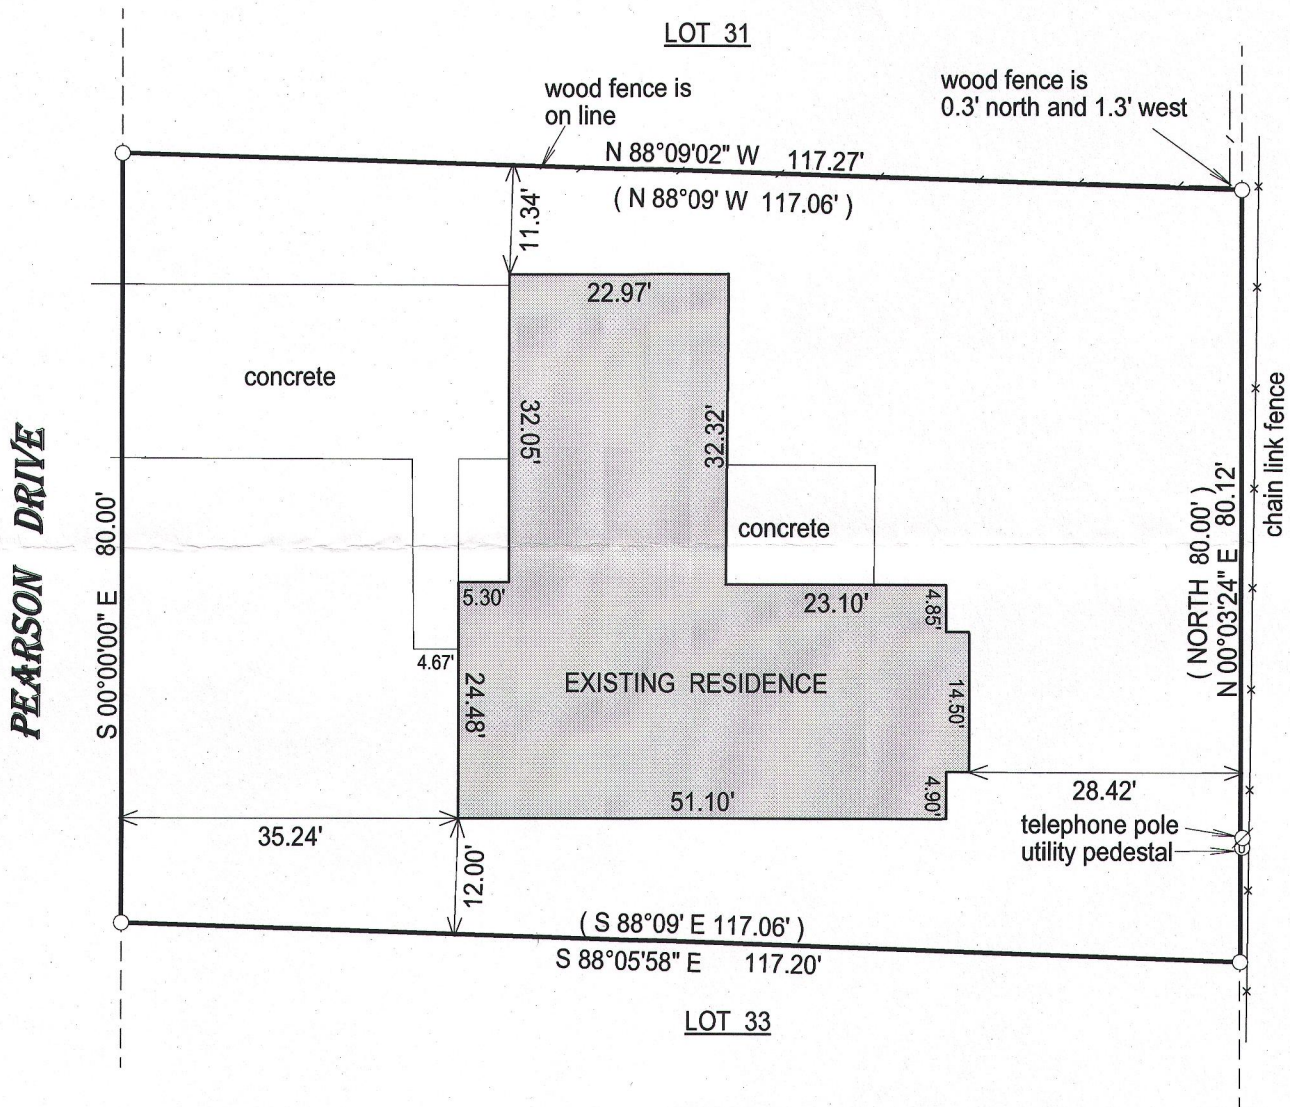 LOT 31
wood fence is
on line
wood fence is
0.3' north and 1.3' west
N 88°09'02" W 117.27'
( N 88°09' W 117.06' )
11.34'
22.97'
concrete
32.05'
32.32'
concrete
chain link fence
PEARSON DRIVE
S 00°00'00" E 80.00'
( NORTH 80.00' )
N 00°03'24" E 80.12'
5.30'
23.10'
4.85'
4.67'
24.48'
EXISTING RESIDENCE
14.50'
51.10'
4.90'
28.42'
35.24'
telephone pole
utility pedestal
12.00'
( S 88°09' E 117.06' )
S 88°05'58" E 117.20'
LOT 33